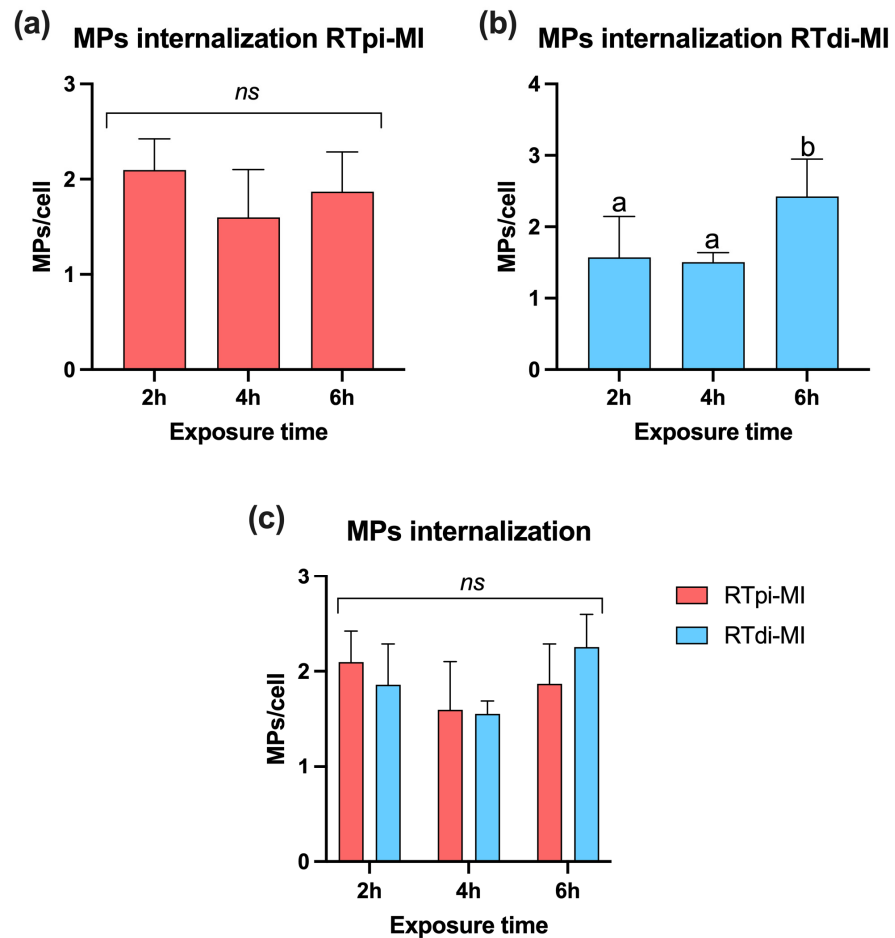 (a) MPs internalization RTpi-MI
ns
MPs/cell
3
2
1
0
2h 4h 6h
Exposure time
(b) MPs internalization RTdi-MI
MPs/cell
4
3
2
1
0
a a b
2h 4h 6h
Exposure time
(c) MPs internalization
ns
MPs/cell
3
2
1
0
2h 4h 6h
Exposure time
RTpi-MI
RTdi-MI